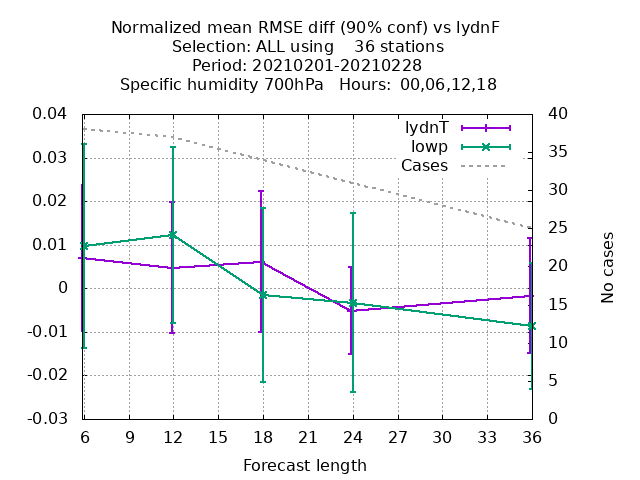 Normalized mean RMSE diff (90% conf) vs lydnF
Selection: ALL using    36 stations
Period: 20210201-20210228
Specific humidity 700hPa   Hours:  00,06,12,18
lydnT
lowp
Cases
0.04
0.03
0.02
0.01
0
-0.01
-0.02
-0.03
40
35
30
25
20
15
10
5
0
No cases
6 9 12 15 18 21 24 27 30 33 36
Forecast length